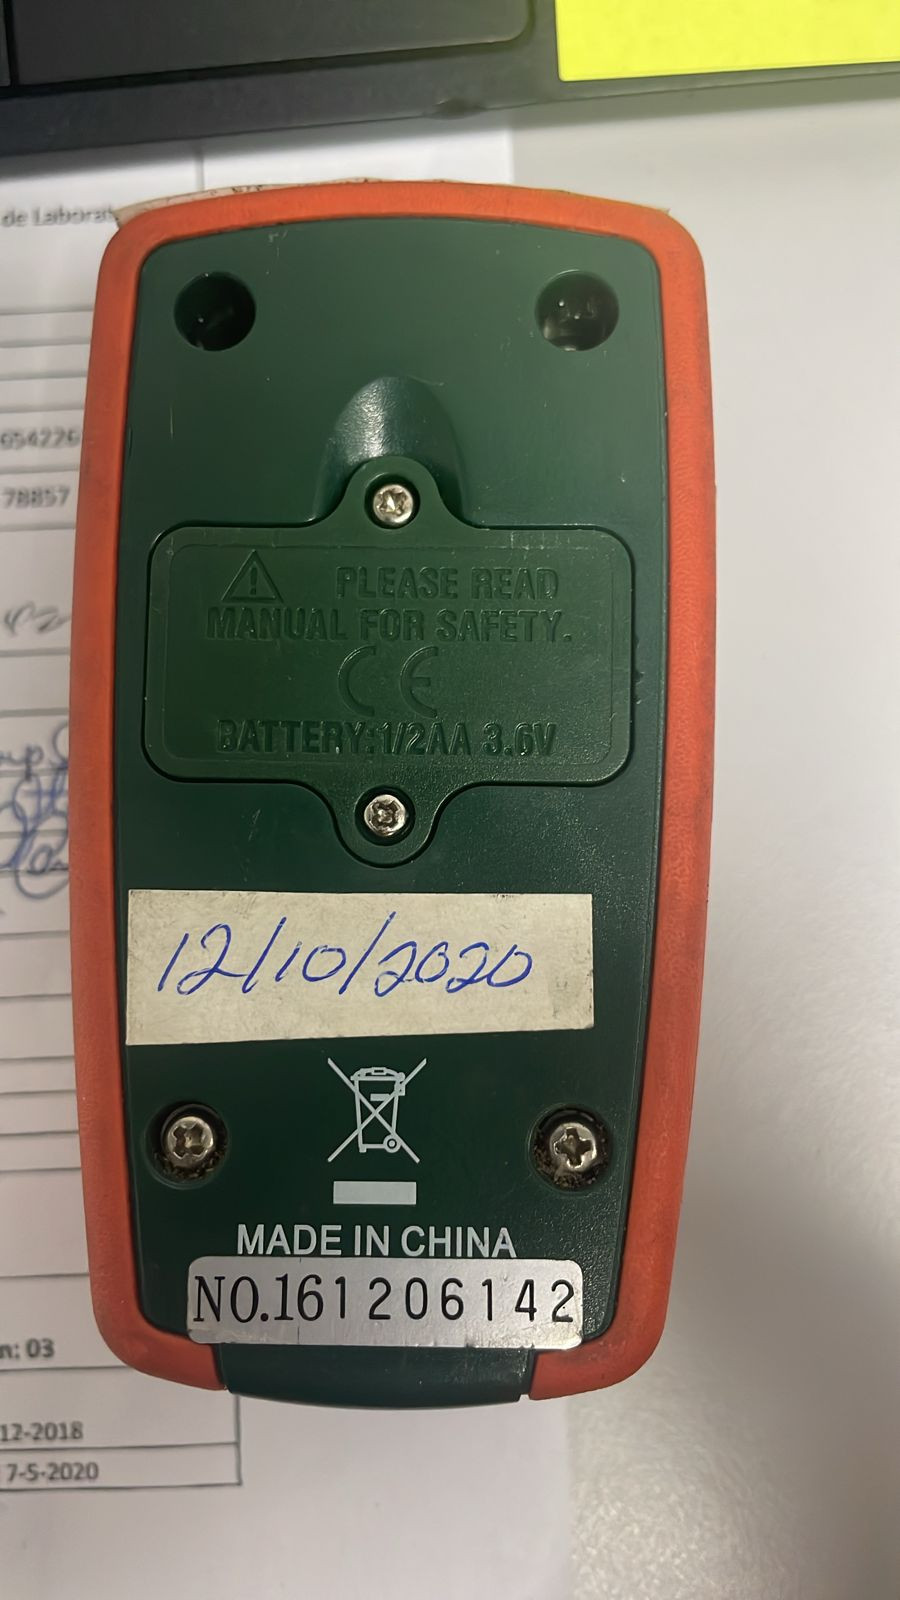 de Laborat
654226
78857
PLEASE READ
MANUAL FOR SAFETY.
CE
BATTERY:1/2AA 3.6V
12/10/2020
MADE IN CHINA
NO.161206142
n: 03
12-2018
7-5-2020